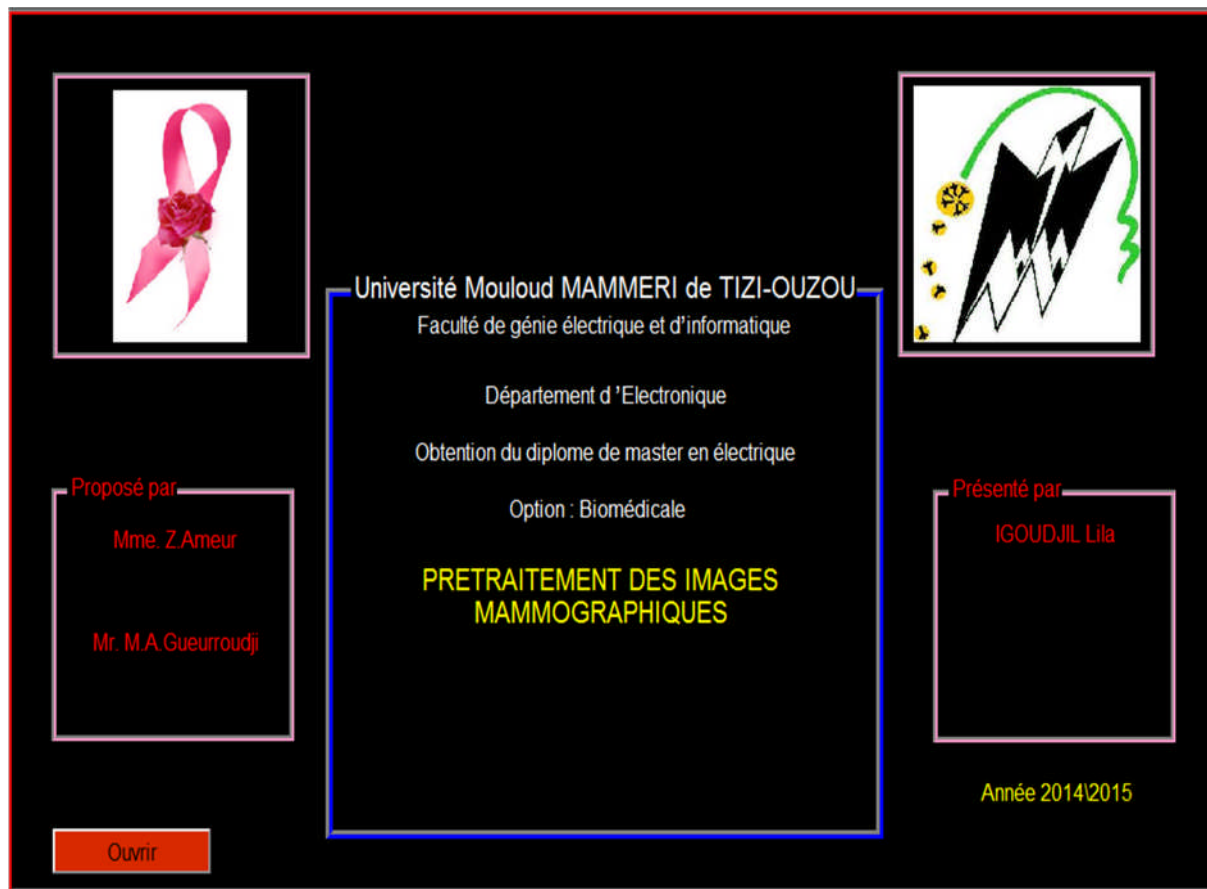 Université Mouloud MAMMERI de TIZI-OUZOU
Faculté de génie électrique et d'informatique
Département d 'Electronique
Obtention du diplome de master en électrique
Option : Biomédicale
PRETRAITEMENT DES IMAGES
MAMMOGRAPHIQUES
Proposé par
Mme. Z.Ameur
Mr. M.A.Gueurroudji
Présenté par
IGOUDJIL Lila
Année 2014\2015
Ouvrir